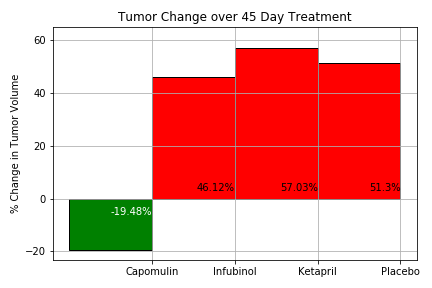 Tumor Change over 45 Day Treatment
% Change in Tumor Volume
60
40
20
0
−20
-19.48%
46.12%
57.03%
51.3%
Capomulin
Infubinol
Ketapril
Placebo